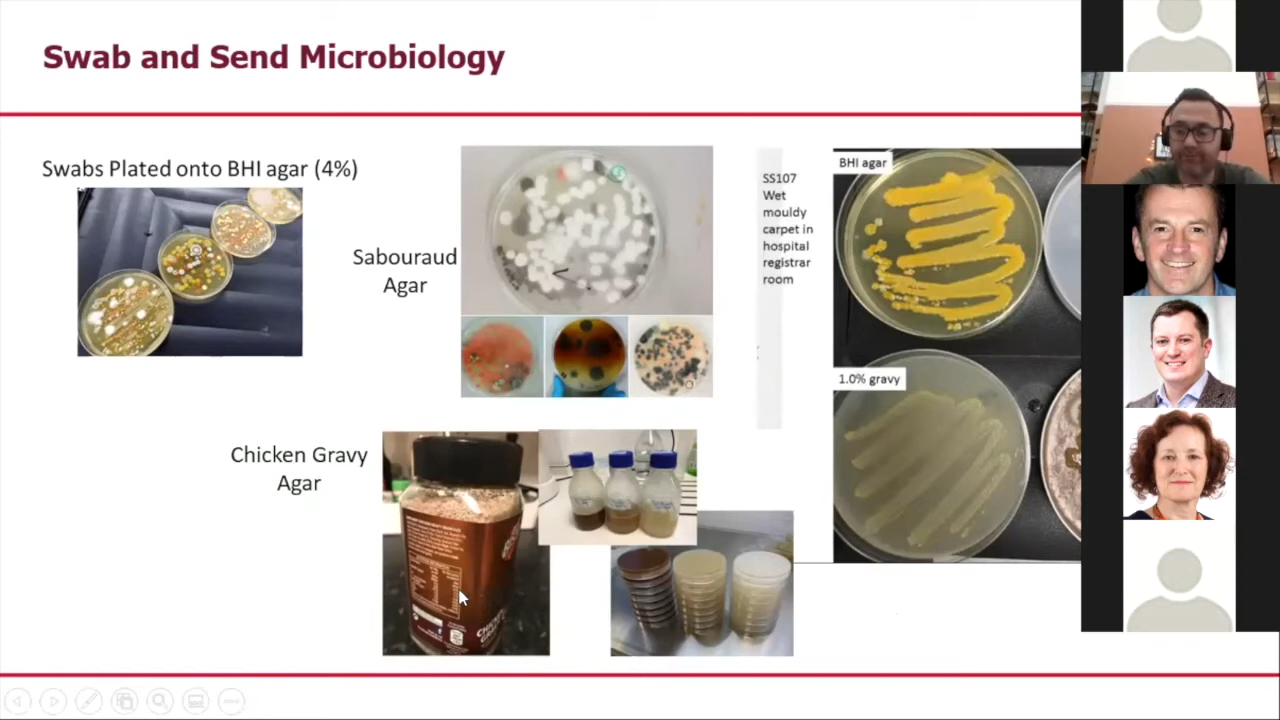 Swab and Send Microbiology
Swabs Plated onto BHI agar (4%)
Sabouraud
Agar
SS107
Wet
mouldy
carpet in
hospital
registrar
room
BHI agar
1.0% gravy
Chicken Gravy
Agar